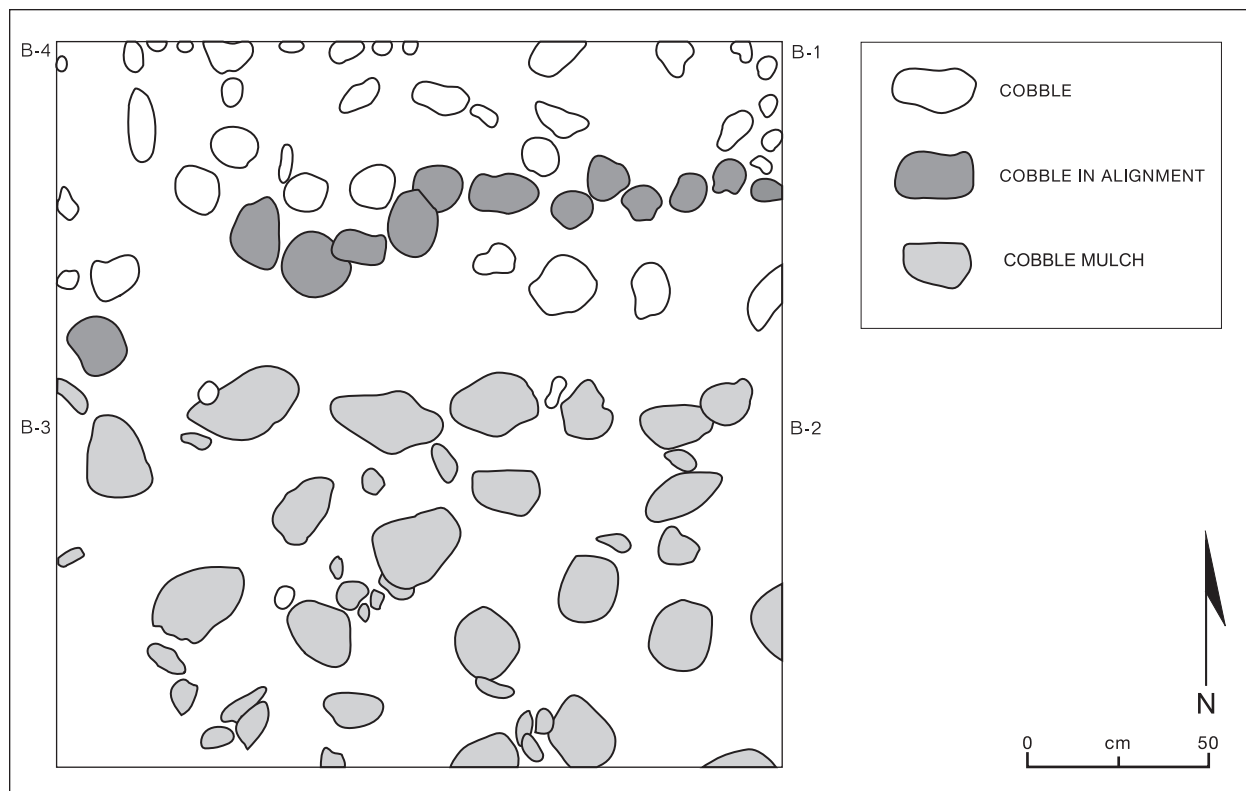 B-4
B-1
COBBLE
COBBLE IN ALIGNMENT
COBBLE MULCH
B-3
B-2
N
0 cm 50